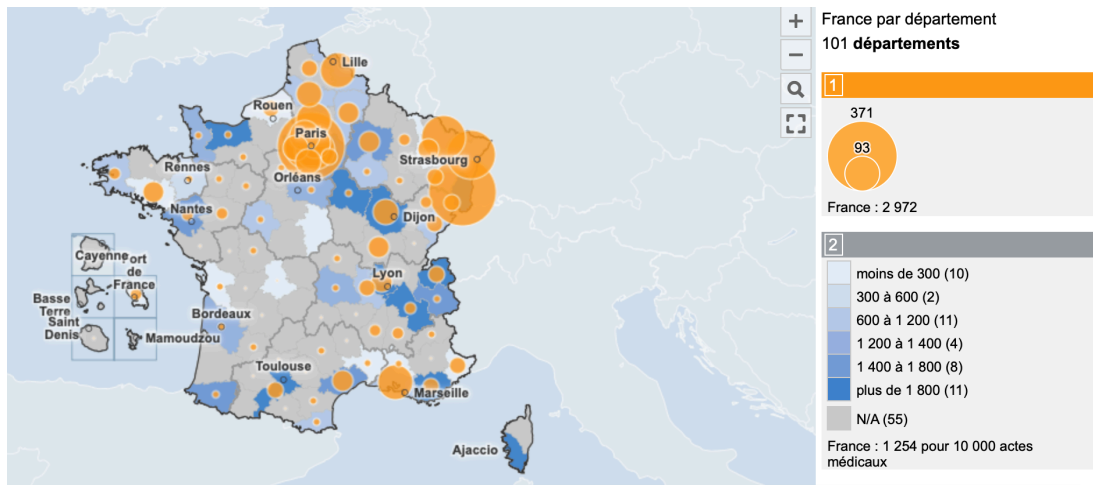 Lille
Rouen
Paris
Strasbourg
Rennes
Orléans
Nantes
Dijon
Cayenne
ort
de
France
Lyon
Basse
Terre
Saint
Denis
Bordeaux
Mamoudzou
Toulouse
Marseille
Ajaccio
+
−
France par département
101 départements
1
371
93
France : 2 972
2
moins de 300 (10)
300 à 600 (2)
600 à 1 200 (11)
1 200 à 1 400 (4)
1 400 à 1 800 (8)
plus de 1 800 (11)
N/A (55)
France : 1 254 pour 10 000 actes
médicaux